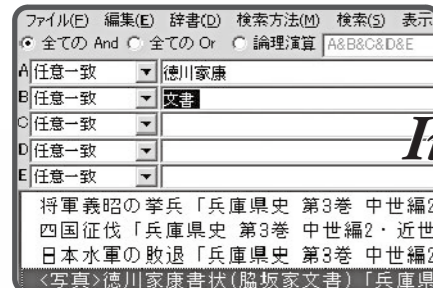 ファイル(F) 編集(E) 辞書(D) 検索方法(M) 検索(S) 表示
全ての And 全ての Or 論理演算 A&B&C&D&E
A 任意一致 徳川家康
B 任意一致 文書
C 任意一致
D 任意一致
E 任意一致
将軍義昭の挙兵「兵庫県史 第3巻 中世編2
四国征伐「兵庫県史 第3巻 中世編2・近世
日本水軍の敗退「兵庫県史 第3巻 中世編2
<写真>徳川家康書状(脇坂家文書)「兵庫県